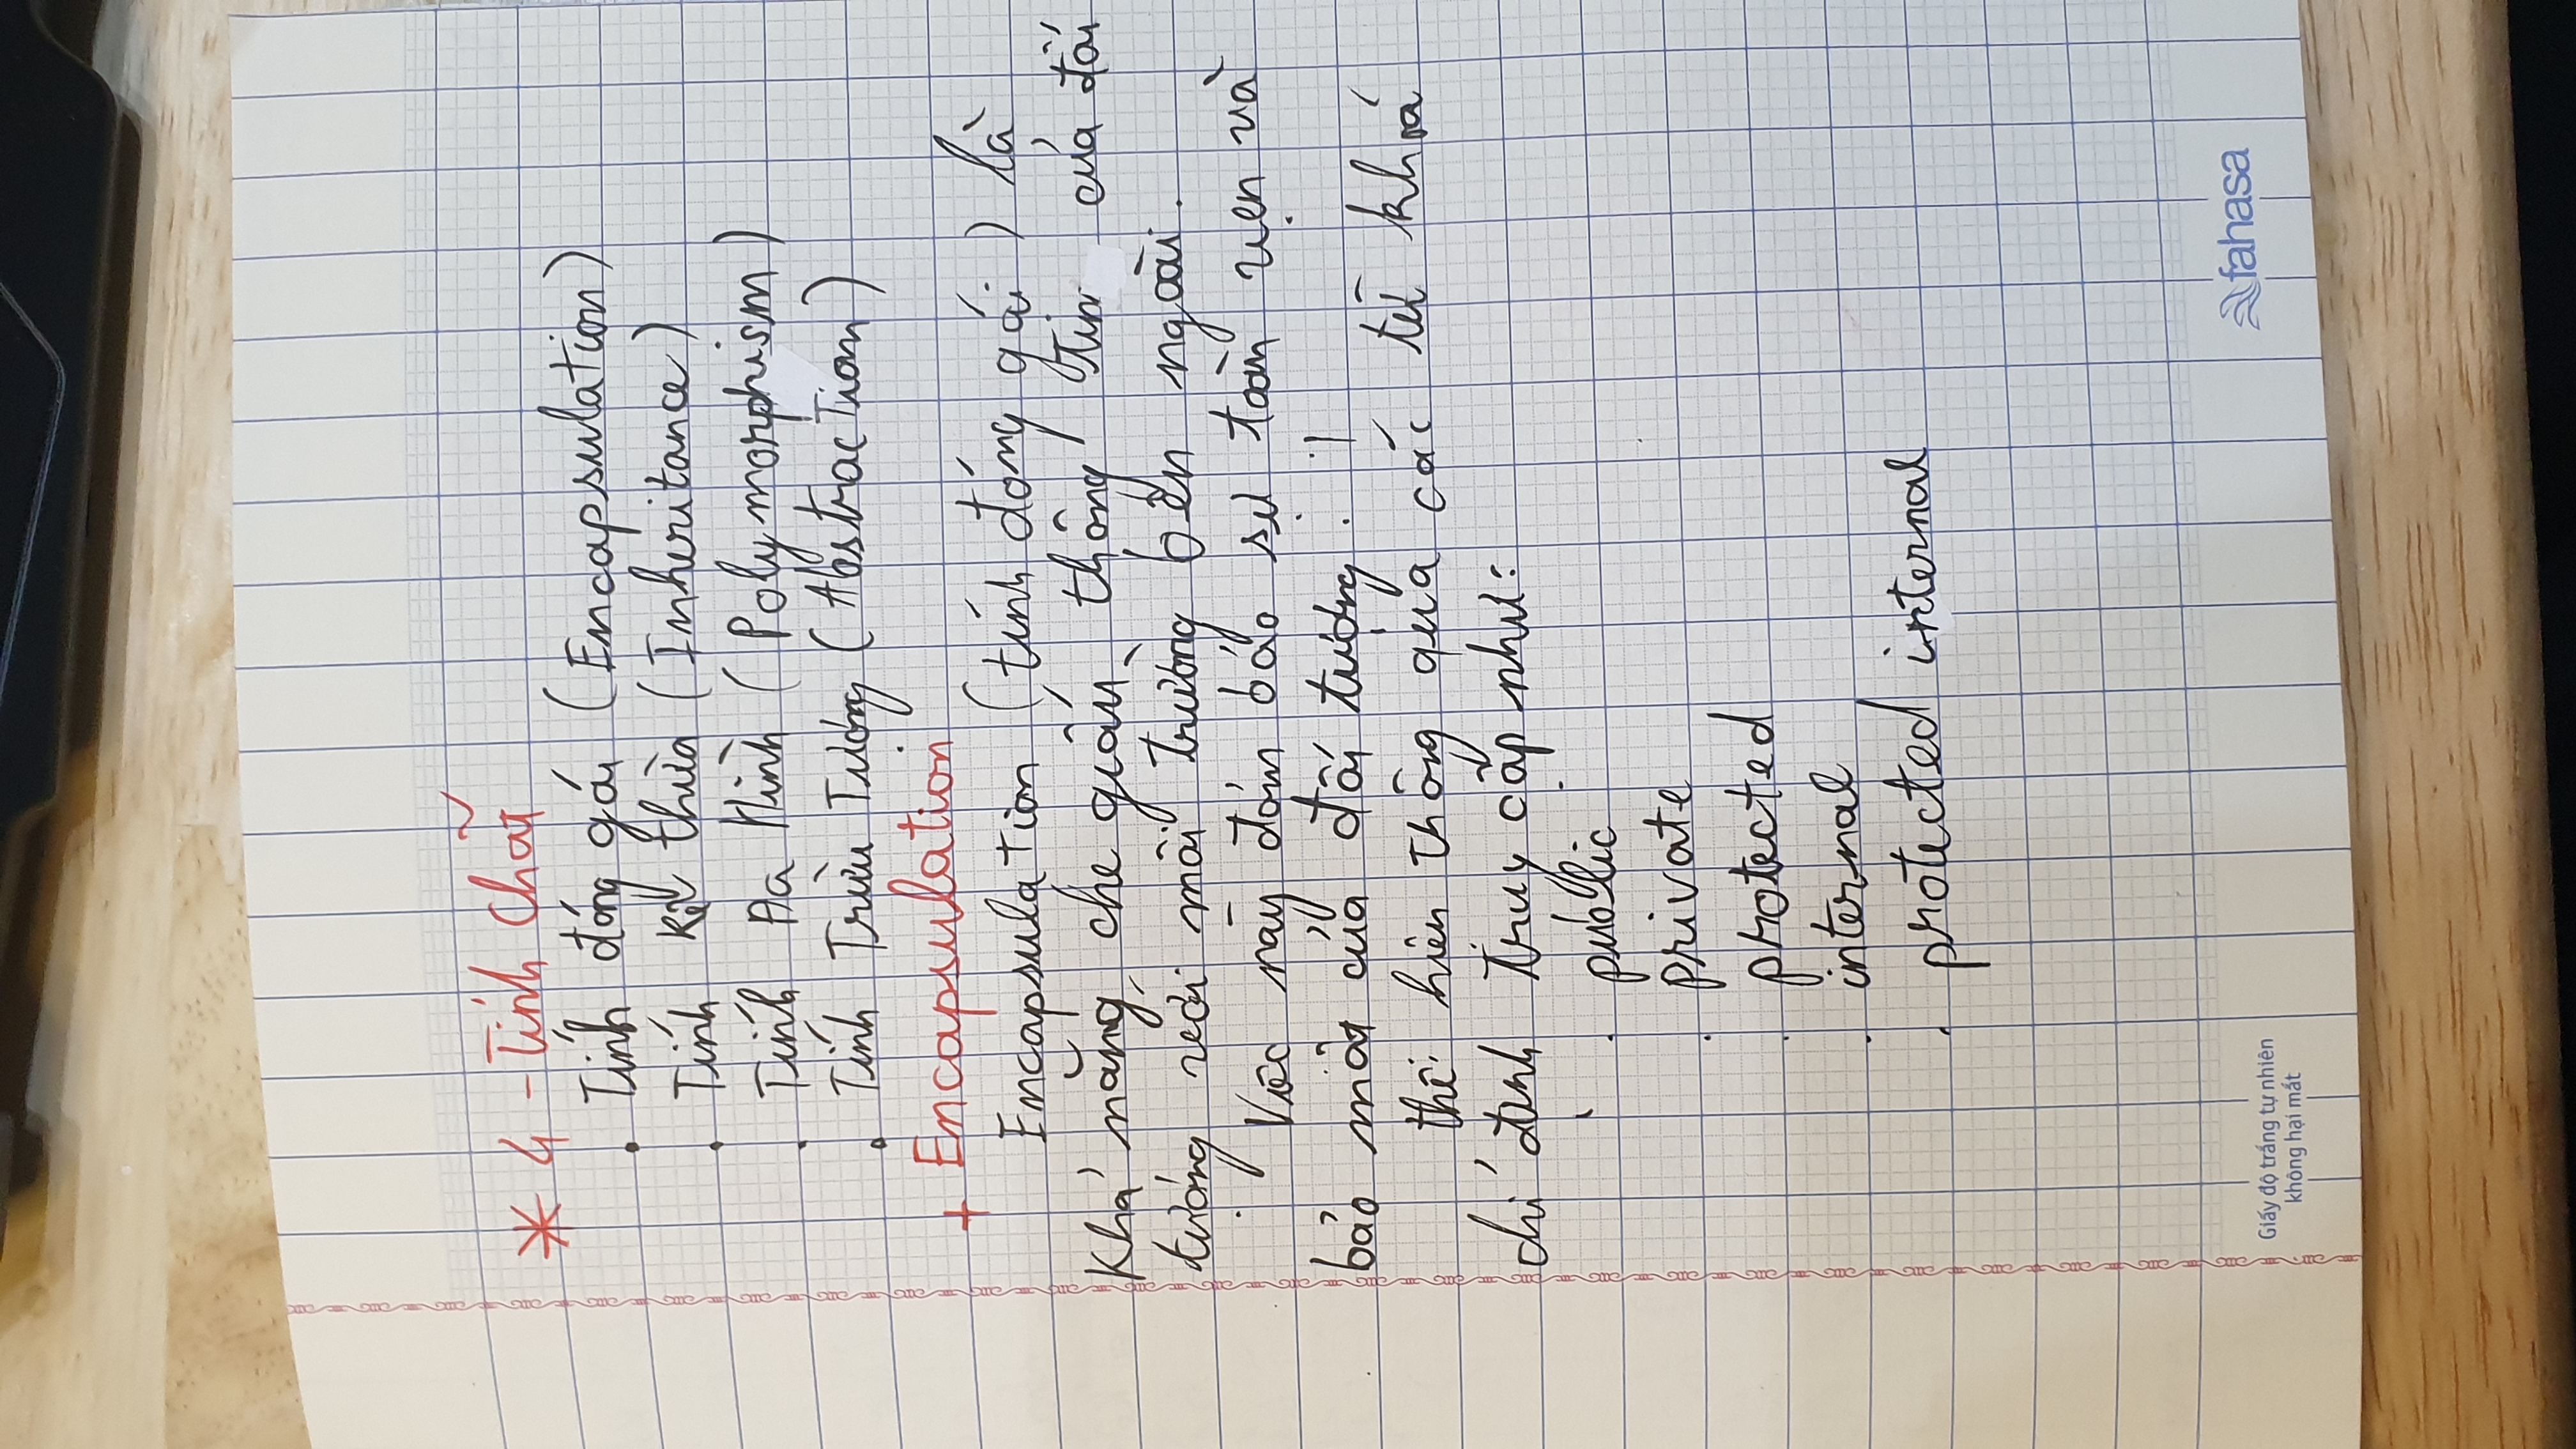 * 4 - Tính chất
. Tính đóng gói (Encapsulation)
. Tính kế thừa (Inheritance)
. Tính Đa Hình (Polymorphism)
. Tính Trừu Tượng (Abstraction)
+ Encapsulation
Encapsulation (tính đóng gói) là
khả năng che giấu thông tin của đối
tượng với môi trường bên ngoài.
Việc này đảm bảo sự toàn vẹn và
bảo mật của đối tượng.
thể hiện thông qua các từ khoá
chỉ định truy cập như:
. public
. private
. protected
. internal
. protected internal
Giấy độ trắng tự nhiên
không hại mắt
fahasa